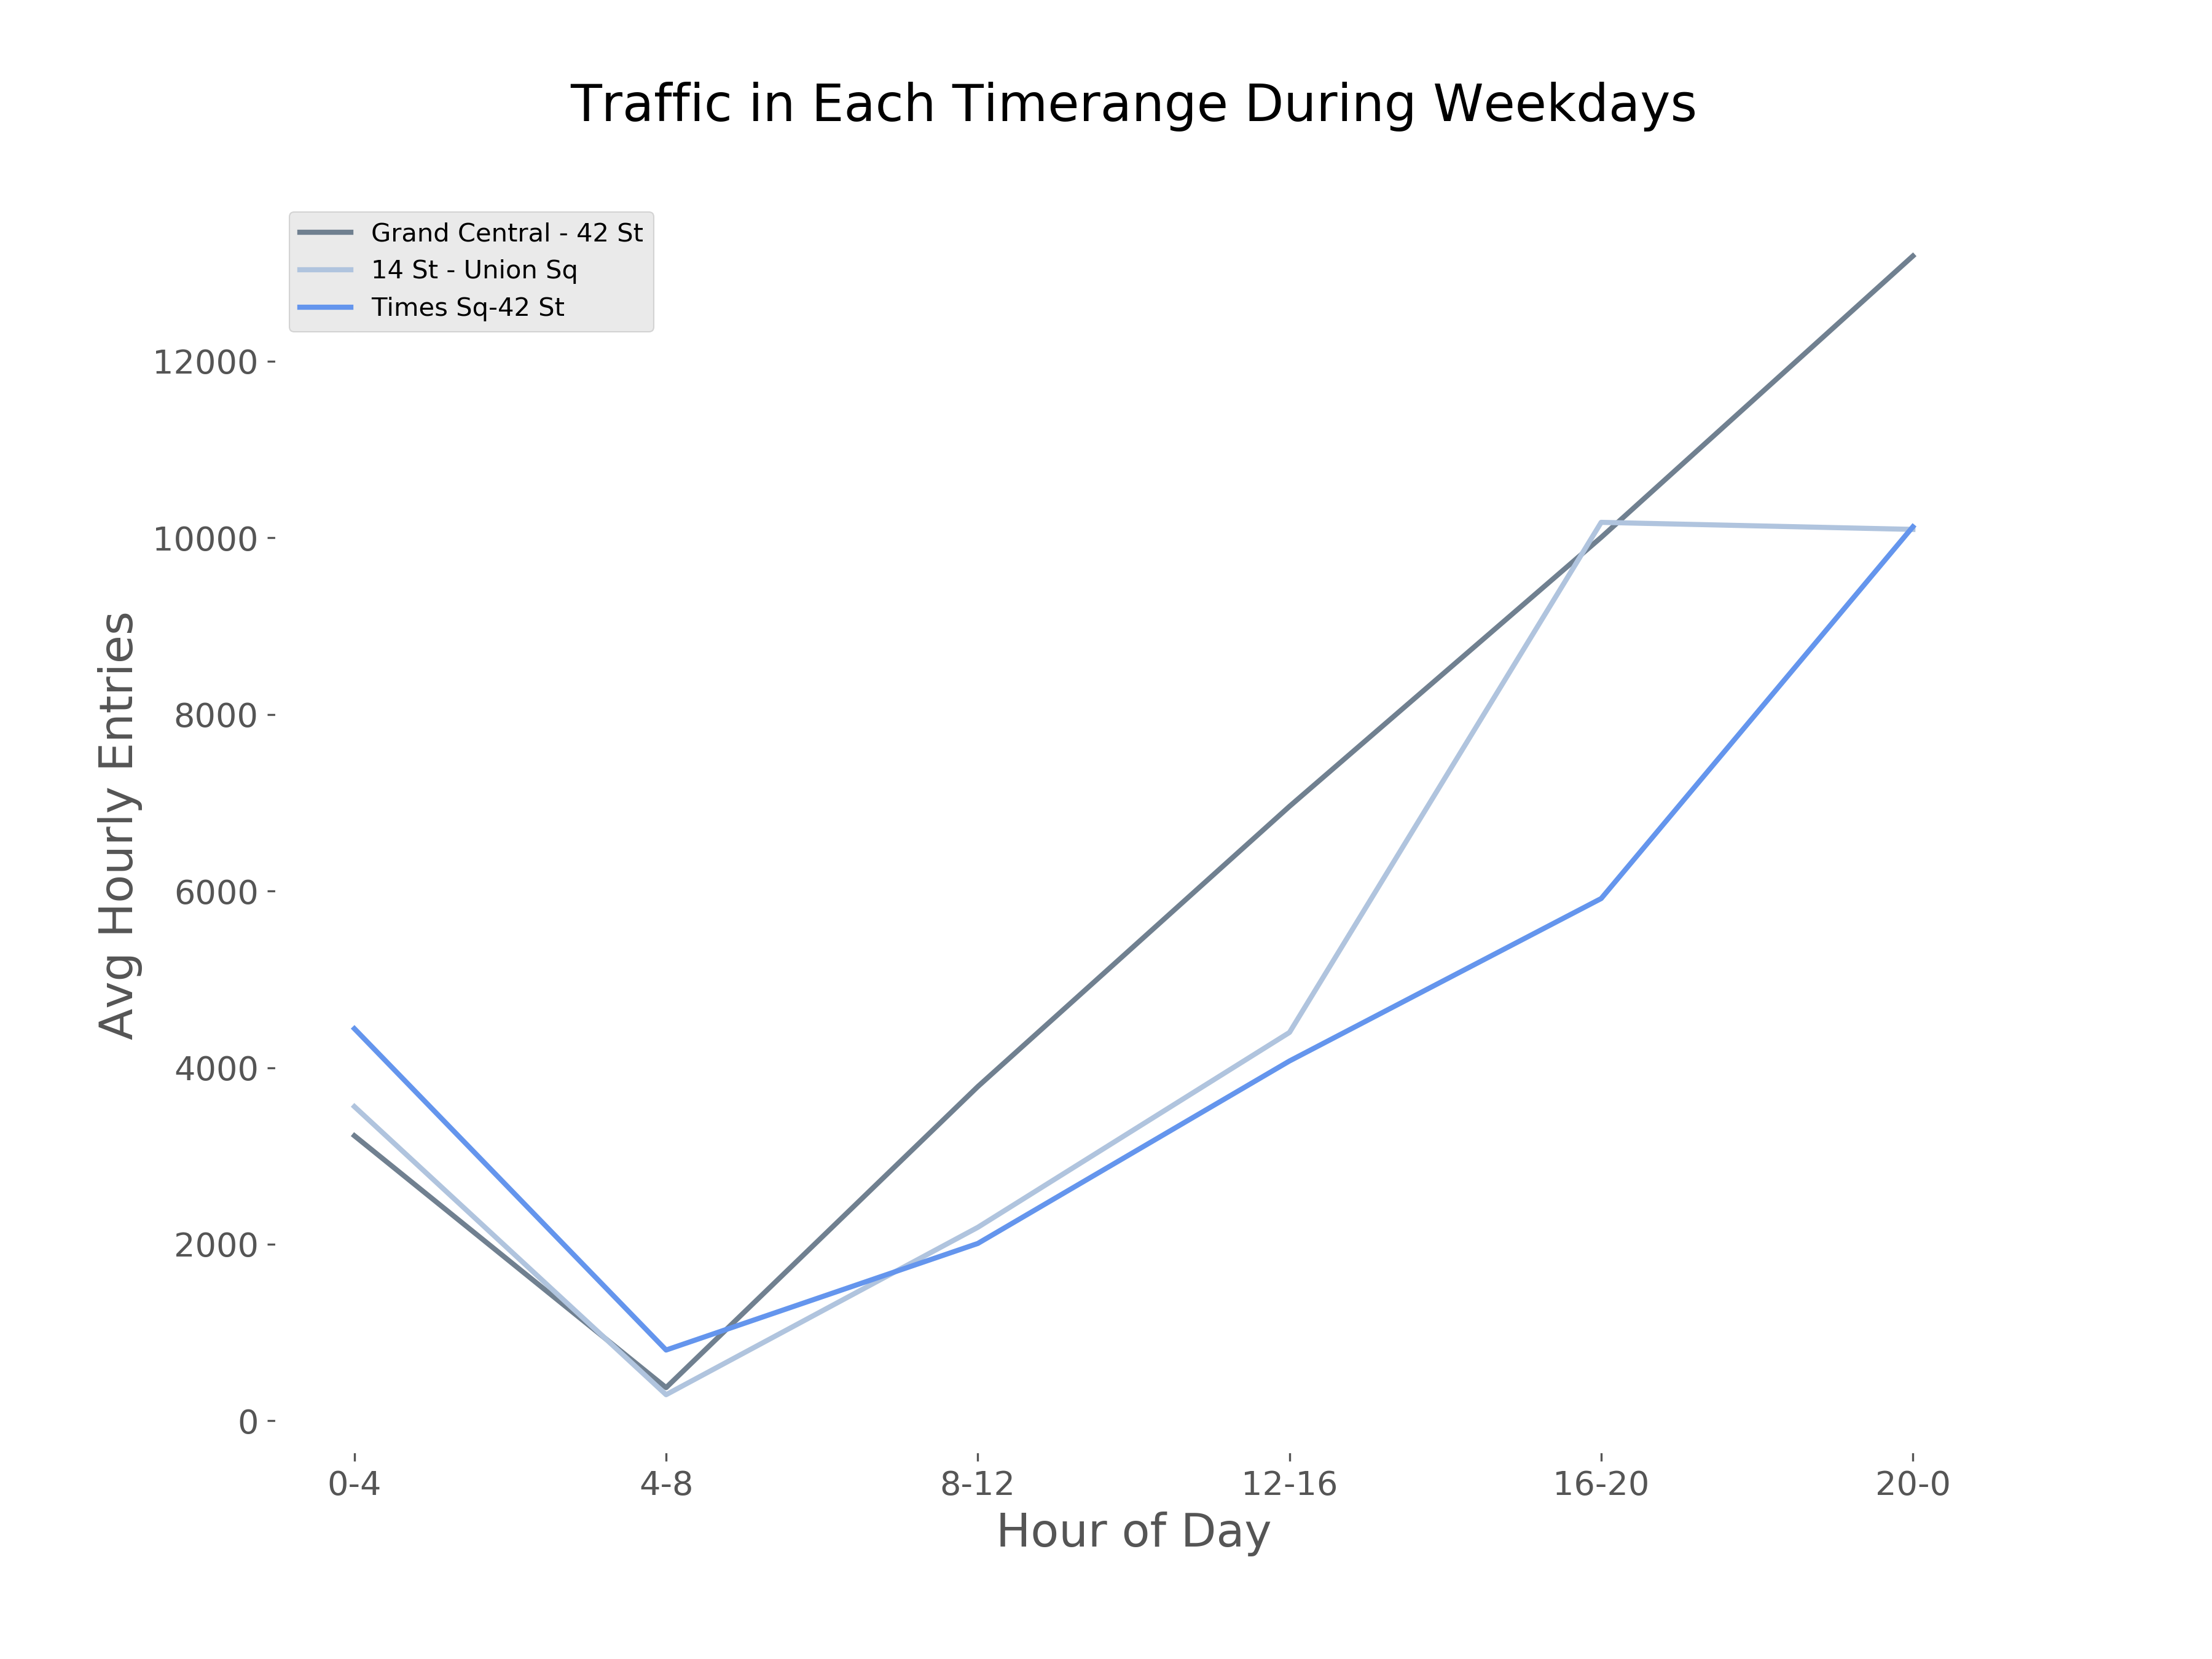 Traffic in Each Timerange During Weekdays
Grand Central - 42 St
14 St - Union Sq
Times Sq-42 St
12000
10000
8000
6000
4000
2000
0
Avg Hourly Entries
0-4 4-8 8-12 12-16 16-20 20-0
Hour of Day